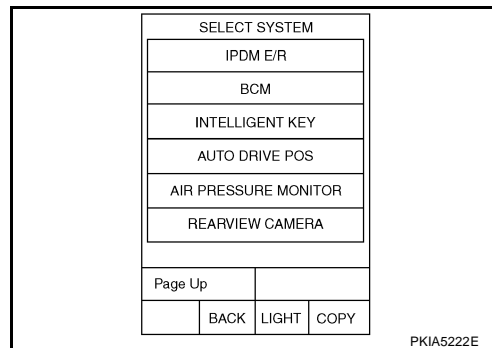 SELECT SYSTEM
IPDM E/R
BCM
INTELLIGENT KEY
AUTO DRIVE POS
AIR PRESSURE MONITOR
REARVIEW CAMERA
Page Up
BACK LIGHT COPY
PKIA5222E